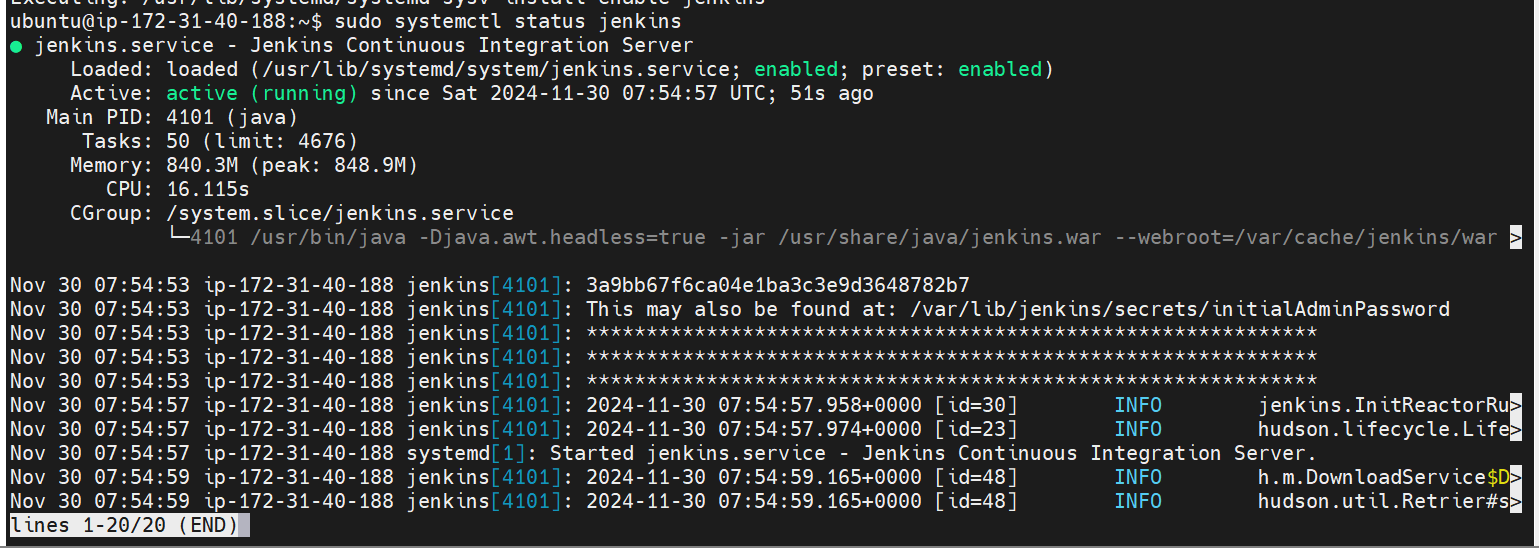 ubuntu@ip-172-31-40-188:~$ sudo systemctl status jenkins
● jenkins.service - Jenkins Continuous Integration Server
     Loaded: loaded (/usr/lib/systemd/system/jenkins.service; enabled; preset: enabled)
     Active: active (running) since Sat 2024-11-30 07:54:57 UTC; 51s ago
   Main PID: 4101 (java)
      Tasks: 50 (limit: 4676)
     Memory: 840.3M (peak: 848.9M)
        CPU: 16.115s
     CGroup: /system.slice/jenkins.service
             └─4101 /usr/bin/java -Djava.awt.headless=true -jar /usr/share/java/jenkins.war --webroot=/var/cache/jenkins/war >
Nov 30 07:54:53 ip-172-31-40-188 jenkins[4101]: 3a9bb67f6ca04e1ba3c3e9d3648782b7
Nov 30 07:54:53 ip-172-31-40-188 jenkins[4101]: This may also be found at: /var/lib/jenkins/secrets/initialAdminPassword
Nov 30 07:54:53 ip-172-31-40-188 jenkins[4101]: *************************************************************
Nov 30 07:54:53 ip-172-31-40-188 jenkins[4101]: *************************************************************
Nov 30 07:54:53 ip-172-31-40-188 jenkins[4101]: *************************************************************
Nov 30 07:54:57 ip-172-31-40-188 jenkins[4101]: 2024-11-30 07:54:57.958+0000 [id=30]        INFO        jenkins.InitReactorRu>
Nov 30 07:54:57 ip-172-31-40-188 jenkins[4101]: 2024-11-30 07:54:57.974+0000 [id=23]        INFO        hudson.lifecycle.Life>
Nov 30 07:54:57 ip-172-31-40-188 systemd[1]: Started jenkins.service - Jenkins Continuous Integration Server.
Nov 30 07:54:59 ip-172-31-40-188 jenkins[4101]: 2024-11-30 07:54:59.165+0000 [id=48]        INFO        h.m.DownloadService$D>
Nov 30 07:54:59 ip-172-31-40-188 jenkins[4101]: 2024-11-30 07:54:59.165+0000 [id=48]        INFO        hudson.util.Retrier#s>
lines 1-20/20 (END)